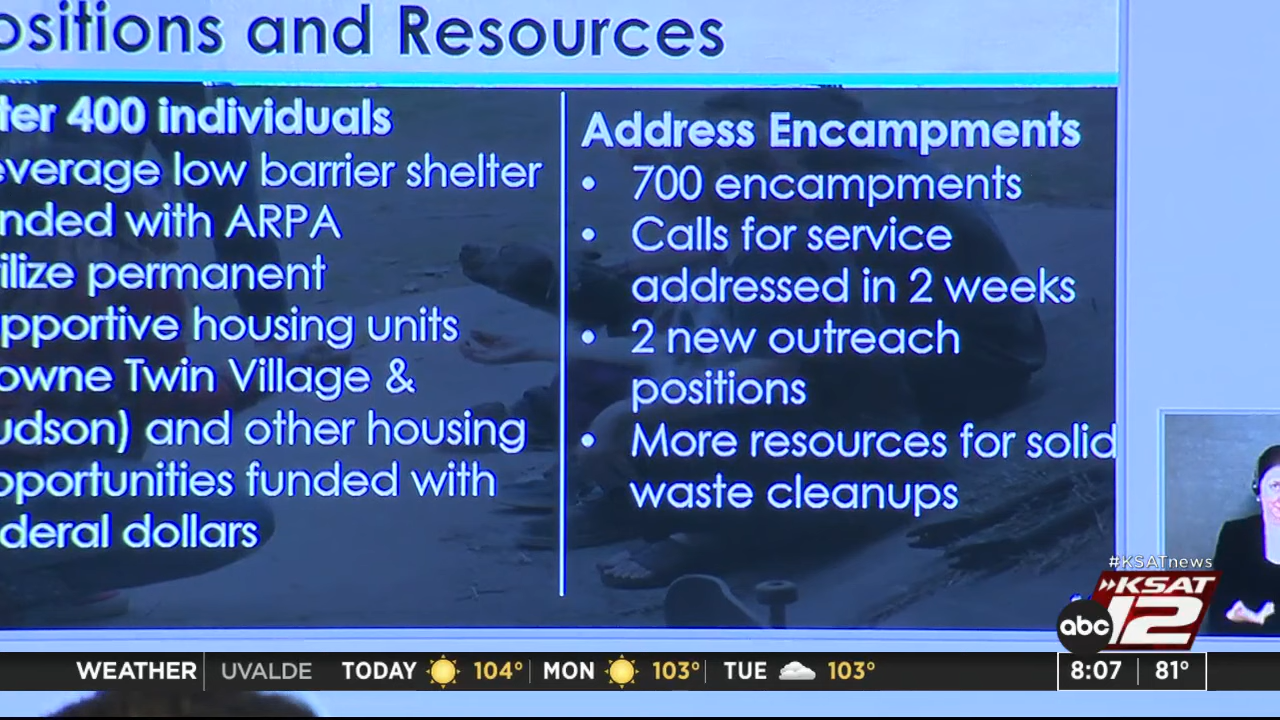 ositions and Resources
ter 400 individuals
everage low barrier shelter
nded with ARPA
ilize permanent
pportive housing units
owne Twin Village &
udson) and other housing
pportunities funded with
deral dollars
Address Encampments
• 700 encampments
• Calls for service
addressed in 2 weeks
• 2 new outreach
positions
• More resources for solid
waste cleanups
#KSATnews
KSAT
abc 12
WEATHER UVALDE TODAY 104° MON 103° TUE 103° 8:07 81°